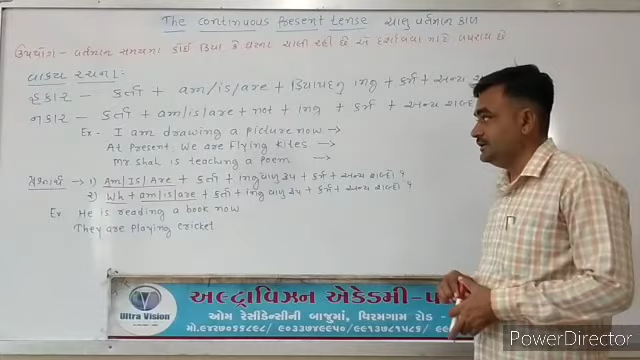 The continuous Present tense ચાલુ વર્તમાન કાળ
ઉપયોગ - વર્તમાન સમયમાં કોઈ ક્રિયા કે ઘટના ચાલી રહી છે એ દર્શાવવા માટે વપરાય છે
વાક્ય રચના :-
હકાર - કર્તા + am/is/are + ક્રિયાપદનું ing + કર્મ + અન્ય
નકાર - કર્તા + am/is/are + not + ing + કર્મ + અન્ય શબ્દો
Ex - I am drawing a picture now →
At Present We are Flying Kites →
Mr. Shah is teaching a Poem →
પ્રશ્નાર્થ → 1) Am/Is/Are + કર્તા + ingવાળુ રૂપ + કર્મ + અન્ય શબ્દો ?
2) Wh + am/is/are + કર્તા + ing વાળુ રૂપ + કર્મ + અન્ય શબ્દો ?
Ex He is reading a book now
They are Playing Cricket
અલ્ટ્રાવિઝન એકેડમી - પ
ઓમ રેસીડેન્સીની બાજુમાં, વિરમગામ રોડ -
Ultra Vision
PowerDirector